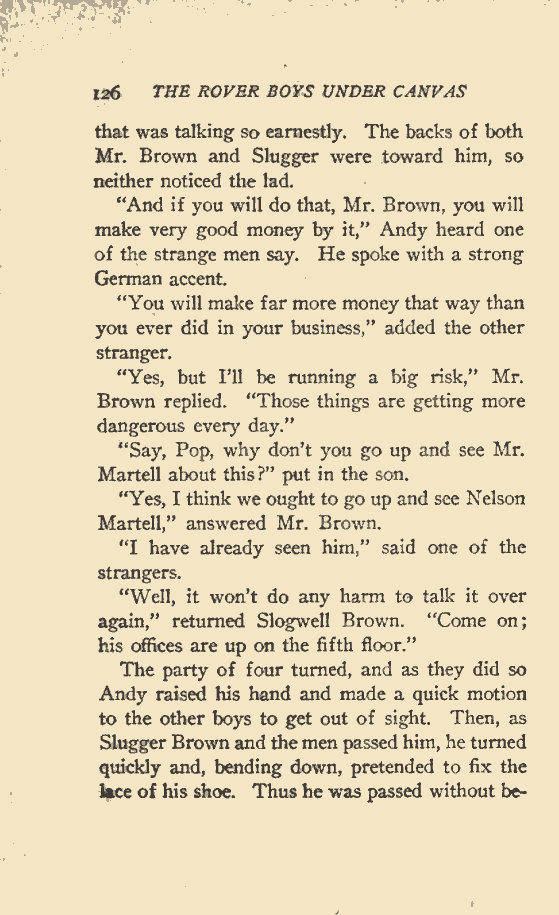 126 THE ROVER BOYS UNDER CANVAS
that was talking so earnestly. The backs of both
Mr. Brown and Slugger were toward him, so
neither noticed the lad.
“And if you will do that, Mr. Brown, you will
make very good money by it,” Andy heard one
of the strange men say. He spoke with a strong
German accent.
“You will make far more money that way than
you ever did in your business,” added the other
stranger.
“Yes, but I’ll be running a big risk,” Mr.
Brown replied. “Those things are getting more
dangerous every day.”
“Say, Pop, why don’t you go up and see Mr.
Martell about this?” put in the son.
“Yes, I think we ought to go up and see Nelson
Martell,” answered Mr. Brown.
“I have already seen him,” said one of the
strangers.
“Well, it won’t do any harm to talk it over
again,” returned Slogwell Brown. “Come on;
his offices are up on the fifth floor.”
The party of four turned, and as they did so
Andy raised his hand and made a quick motion
to the other boys to get out of sight. Then, as
Slugger Brown and the men passed him, he turned
quickly and, bending down, pretended to fix the
lace of his shoe. Thus he was passed without be-